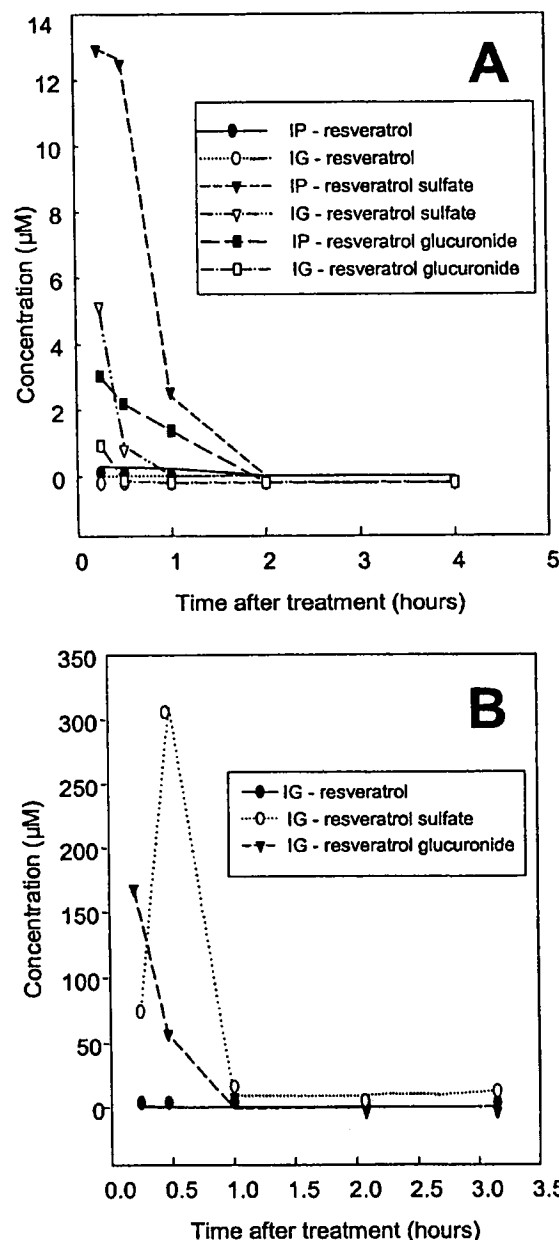 A
14
12
10
8
6
4
2
0
Concentration (µM)
IP - resveratrol
IG - resveratrol
IP - resveratrol sulfate
IG - resveratrol sulfate
IP - resveratrol glucuronide
IG - resveratrol glucuronide
0 1 2 3 4 5
Time after treatment (hours)
B
350
300
250
200
150
100
50
0
Concentration (µM)
IG - resveratrol
IG - resveratrol sulfate
IG - resveratrol glucuronide
0.0 0.5 1.0 1.5 2.0 2.5 3.0 3.5
Time after treatment (hours)